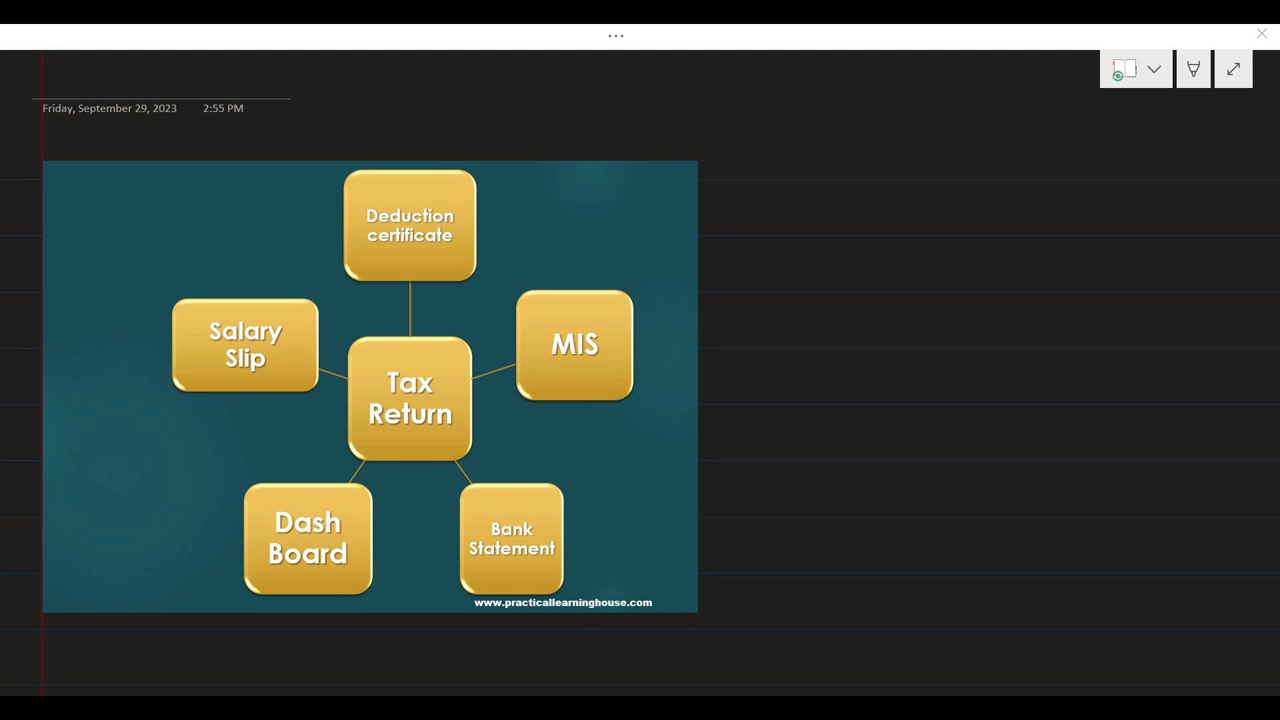 Friday, September 29, 2023 2:55 PM
Deduction
certificate
Salary
Slip
MIS
Tax
Return
Dash
Board
Bank
Statement
www.practicallearninghouse.com